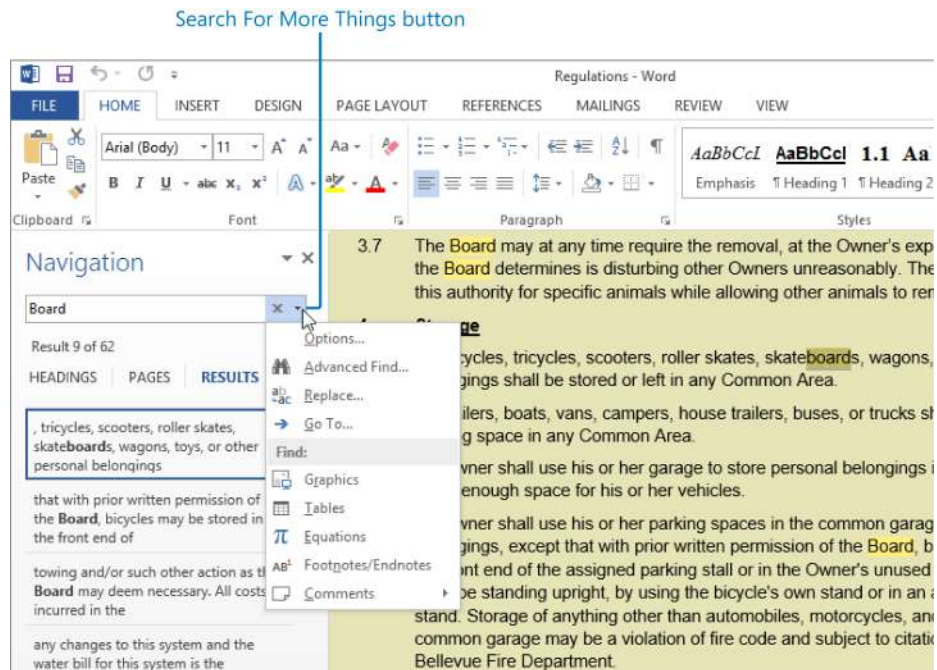 Search For More Things button
Regulations - Word
FILE HOME INSERT DESIGN PAGE LAYOUT REFERENCES MAILINGS REVIEW VIEW
Arial (Body) 11 A A Aa
AaBbCcI AaBbCcI 1.1 Aa
Paste B I U abc X₂ X² A ab A
Emphasis ¶ Heading 1 ¶ Heading 2
Clipboard Font Paragraph Styles
Navigation
Board
Result 9 of 62
HEADINGS PAGES RESULTS
, tricycles, scooters, roller skates,
skateboards, wagons, toys, or other
personal belongings
that with prior written permission of
the Board, bicycles may be stored in
the front end of
towing and/or such other action as t
Board may deem necessary. All costs
incurred in the
any changes to this system and the
water bill for this system is the
Options...
Advanced Find...
Replace...
Go To...
Find:
Graphics
Tables
Equations
Footnotes/Endnotes
Comments
3.7 The Board may at any time require the removal, at the Owner's exp
the Board determines is disturbing other Owners unreasonably. The
this authority for specific animals while allowing other animals to rem
ge
cycles, tricycles, scooters, roller skates, skateboards, wagons,
gings shall be stored or left in any Common Area.
ilers, boats, vans, campers, house trailers, buses, or trucks sh
g space in any Common Area.
wner shall use his or her garage to store personal belongings i
enough space for his or her vehicles.
wner shall use his or her parking spaces in the common garag
gings, except that with prior written permission of the Board, b
ont end of the assigned parking stall or in the Owner's unused
be standing upright, by using the bicycle's own stand or in an a
stand. Storage of anything other than automobiles, motorcycles, and
common garage may be a violation of fire code and subject to citatio
Bellevue Fire Department.